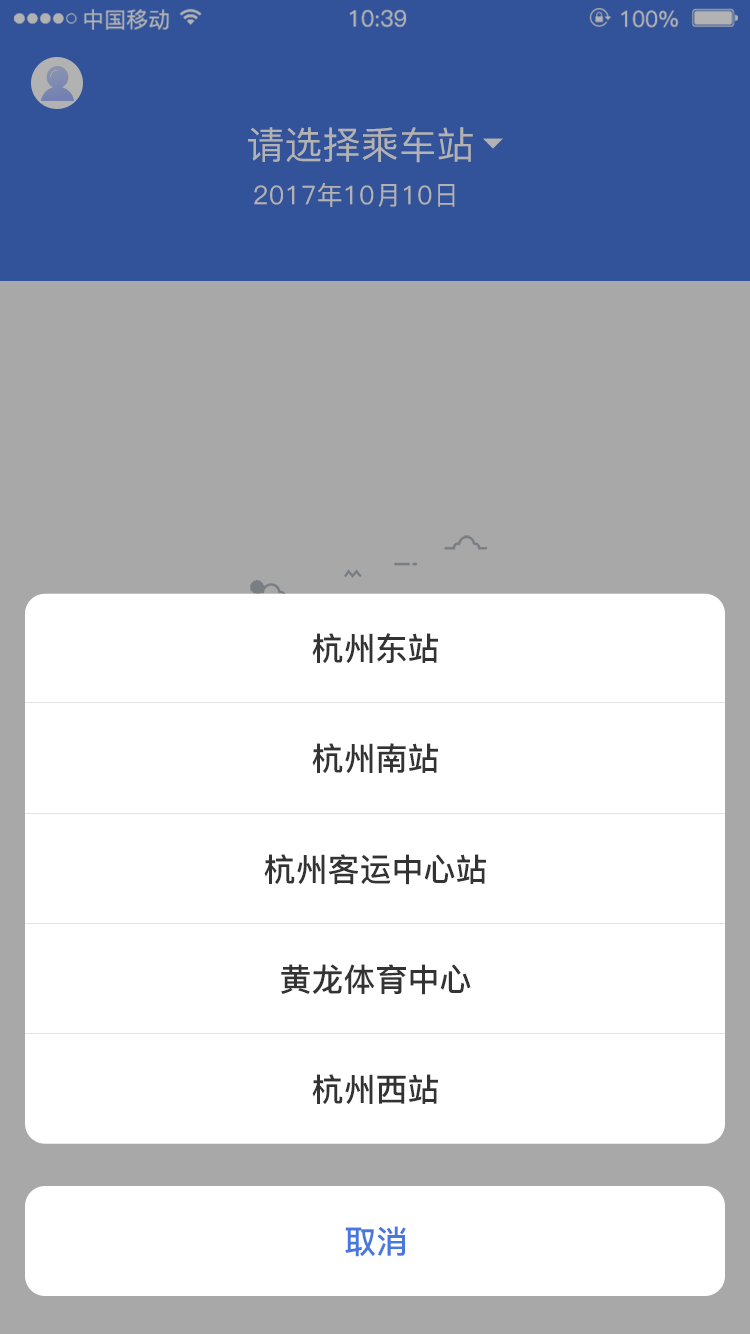 中国移动 10:39 100%
请选择乘车站
2017年10月10日
杭州东站
杭州南站
杭州客运中心站
黄龙体育中心
杭州西站
取消